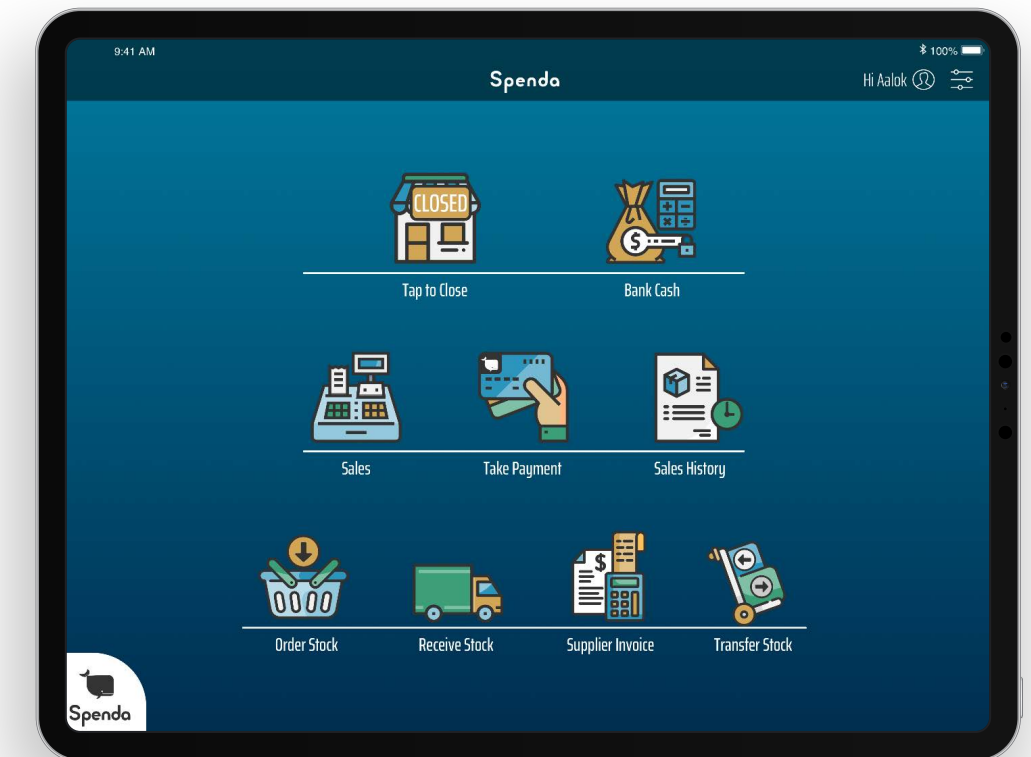 9:41 AM
100%
Spenda
Hi Aalok
CLOSED
$
Tap to Close
Bank Cash
Sales
Take Payment
Sales History
$
Order Stock
Receive Stock
Supplier Invoice
Transfer Stock
Spenda